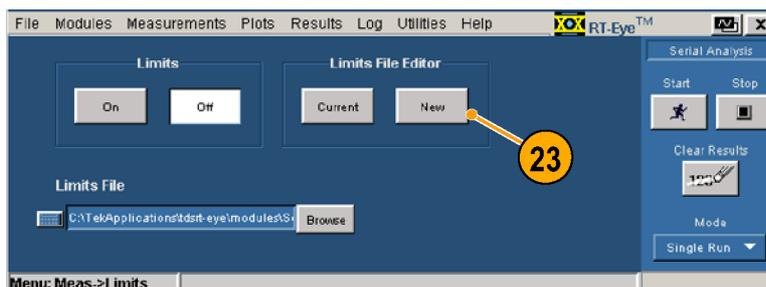 File Modules Measurements Plots Results Log Utilities Help RT-Eye™ x
Serial Analysis
Limits
On Off
Limits File Editor
Current New
23
Start Stop
Clear Results
Limits File
C:\TekApplications\tdsrt-eye\modules\S Browse
Mode
Single Run
Menu: Meas->Limits